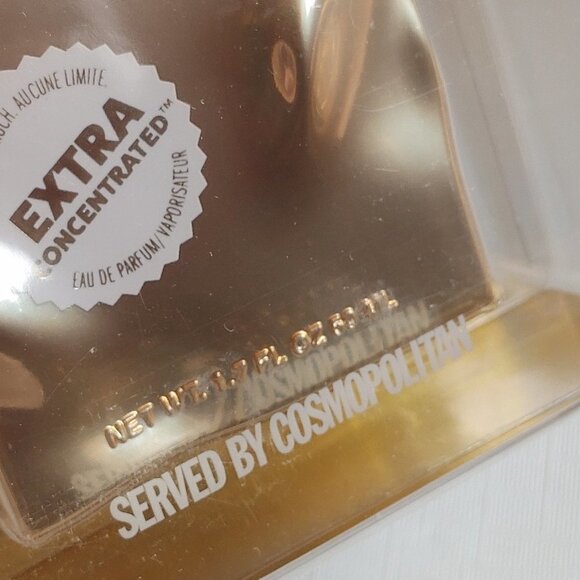 AUCUNE LIMITE.
EXTRA
CONCENTRATED™
EAU DE PARFUM/VAPORISATEUR
NET WT. 1.7 FL OZ 50 ML
SERVED BY COSMOPOLITAN